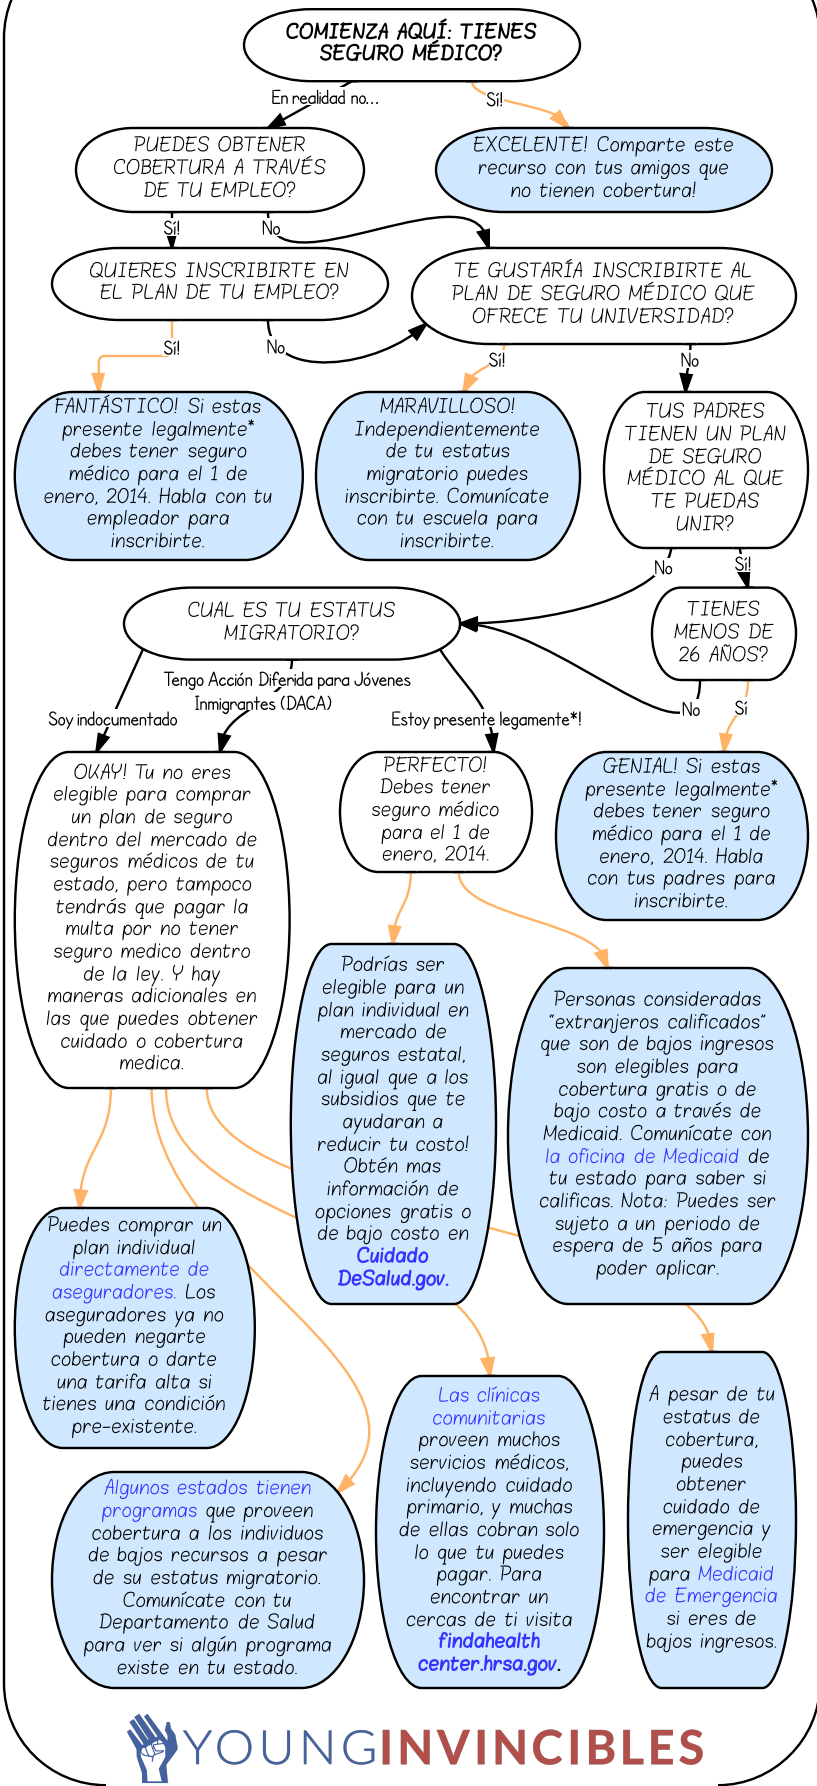 COMIENZA AQUÍ: TIENES
SEGURO MÉDICO?
En realidad no...
Sí!
PUEDES OBTENER
COBERTURA A TRAVÉS
DE TU EMPLEO?
EXCELENTE! Comparte este
recurso con tus amigos que
no tienen cobertura!
Sí!
No
QUIERES INSCRIBIRTE EN
EL PLAN DE TU EMPLEO?
TE GUSTARÍA INSCRIBIRTE AL
PLAN DE SEGURO MÉDICO QUE
OFRECE TU UNIVERSIDAD?
Sí!
No
Sí!
No
FANTÁSTICO! Si estas
presente legalmente*
debes tener seguro
médico para el 1 de
enero, 2014. Habla con tu
empleador para
inscribirte.
MARAVILLOSO!
Independientemente
de tu estatus
migratorio puedes
inscribirte. Comunícate
con tu escuela para
inscribirte.
TUS PADRES
TIENEN UN PLAN
DE SEGURO
MÉDICO AL QUE
TE PUEDAS
UNIR?
No
Sí!
CUAL ES TU ESTATUS
MIGRATORIO?
TIENES
MENOS DE
26 AÑOS?
Tengo Acción Diferida para Jóvenes
Inmigrantes (DACA)
Soy indocumentado
Estoy presente legamente*!
No
Sí
OKAY! Tu no eres
elegible para comprar
un plan de seguro
dentro del mercado de
seguros médicos de tu
estado, pero tampoco
tendrás que pagar la
multa por no tener
seguro medico dentro
de la ley. Y hay
maneras adicionales en
las que puedes obtener
cuidado o cobertura
medica.
PERFECTO!
Debes tener
seguro médico
para el 1 de
enero, 2014.
GENIAL! Si estas
presente legalmente*
debes tener seguro
médico para el 1 de
enero, 2014. Habla
con tus padres para
inscribirte.
Podrías ser
elegible para un
plan individual en
mercado de
seguros estatal,
al igual que a los
subsidios que te
ayudaran a
reducir tu costo!
Obtén mas
información de
opciones gratis o
de bajo costo en
Cuidado
DeSalud.gov.
Personas consideradas
“extranjeros calificados”
que son de bajos ingresos
son elegibles para
cobertura gratis o de
bajo costo a través de
Medicaid. Comunícate con
la oficina de Medicaid de
tu estado para saber si
calificas. Nota: Puedes ser
sujeto a un periodo de
espera de 5 años para
poder aplicar.
Puedes comprar un
plan individual
directamente de
aseguradores. Los
aseguradores ya no
pueden negarte
cobertura o darte
una tarifa alta si
tienes una condición
pre-existente.
Algunos estados tienen
programas que proveen
cobertura a los individuos
de bajos recursos a pesar
de su estatus migratorio.
Comunícate con tu
Departamento de Salud
para ver si algún programa
existe en tu estado.
Las clínicas
comunitarias
proveen muchos
servicios médicos,
incluyendo cuidado
primario, y muchas
de ellas cobran solo
lo que tu puedes
pagar. Para
encontrar un
cercas de ti visita
findahealth
center.hrsa.gov.
A pesar de tu
estatus de
cobertura,
puedes
obtener
cuidado de
emergencia y
ser elegible
para Medicaid
de Emergencia
si eres de
bajos ingresos.
YOUNGINVINCIBLES